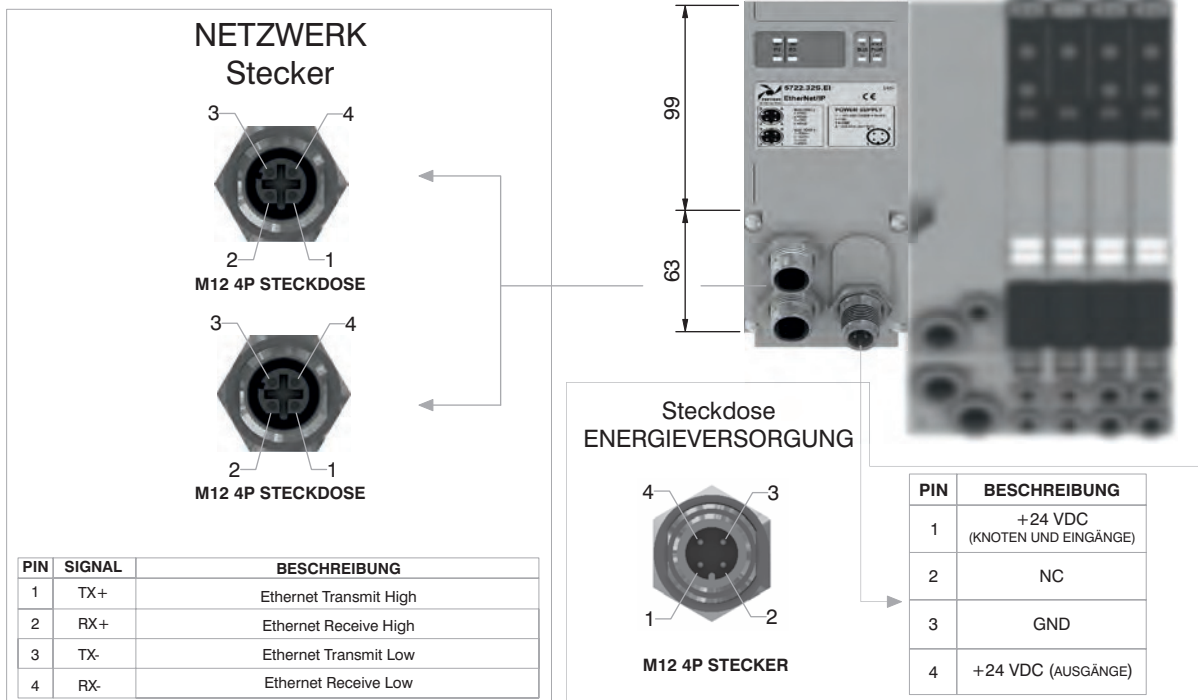 NETZWERK
Stecker
3
4
2
1
M12 4P STECKDOSE
3
4
2
1
M12 4P STECKDOSE
PIN SIGNAL BESCHREIBUNG
1 TX+ Ethernet Transmit High
2 RX+ Ethernet Receive High
3 TX- Ethernet Transmit Low
4 RX- Ethernet Receive Low
99
63
5722.32S.EI
EtherNet/IP
CE
POWER SUPPLY
Steckdose
ENERGIEVERSORGUNG
4
3
1
2
M12 4P STECKER
PIN BESCHREIBUNG
1 +24 VDC
(KNOTEN UND EINGÄNGE)
2 NC
3 GND
4 +24 VDC (AUSGÄNGE)